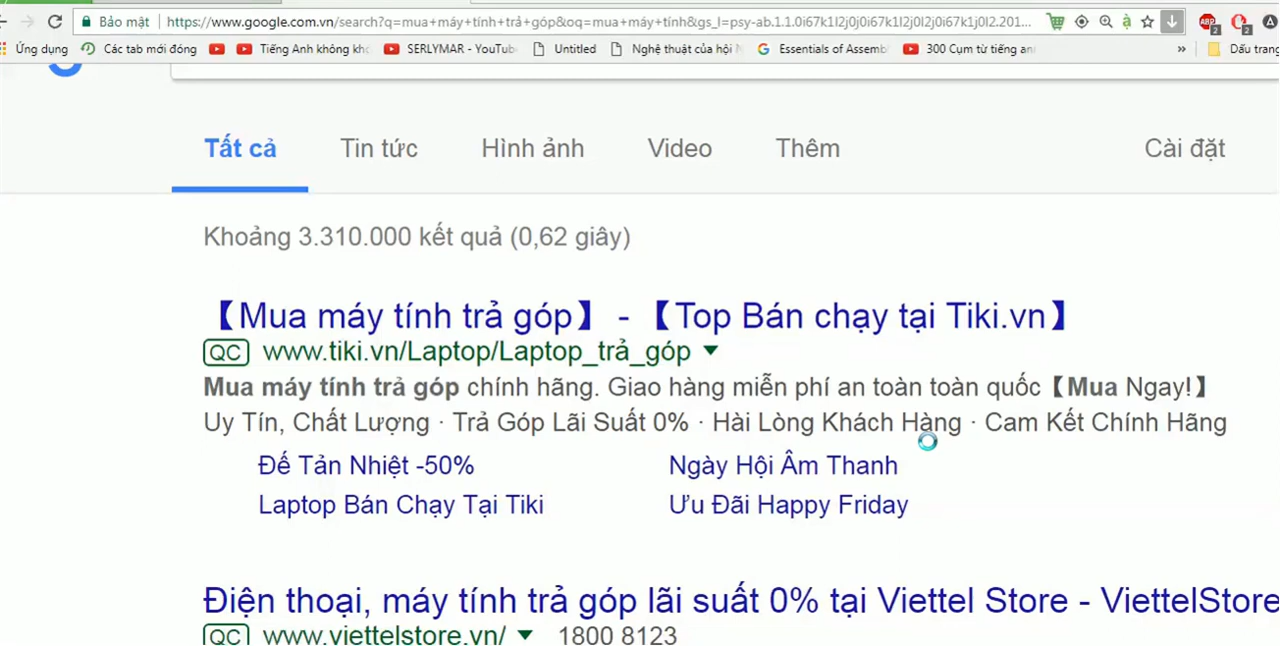 Bảo mật https://www.google.com.vn/search?q=mua+máy+tính+trả+góp&oq=mua+máy+tính&gs_l=psy-ab.1.1.0i67k1l2j0j0i67k1l2j0l2j0i67k1j0l2.201...
Ứng dụng Các tab mới đóng Tiếng Anh không SERLYMAR - YouTub Untitled Nghệ thuật của hội Essentials of Assemb 300 Cụm từ tiếng » Dấu trang
Tất cả Tin tức Hình ảnh Video Thêm Cài đặt
Khoảng 3.310.000 kết quả (0,62 giây)
【Mua máy tính trả góp】 - 【Top Bán chạy tại Tiki.vn】
QC www.tiki.vn/Laptop/Laptop_trả_góp
Mua máy tính trả góp chính hãng. Giao hàng miễn phí an toàn toàn quốc【Mua Ngay!】
Uy Tín, Chất Lượng · Trả Góp Lãi Suất 0% · Hài Lòng Khách Hàng · Cam Kết Chính Hãng
Đế Tản Nhiệt -50% Ngày Hội Âm Thanh
Laptop Bán Chạy Tại Tiki Ưu Đãi Happy Friday
Điện thoại, máy tính trả góp lãi suất 0% tại Viettel Store - ViettelStore
QC www.viettelstore.vn/ 1800 8123